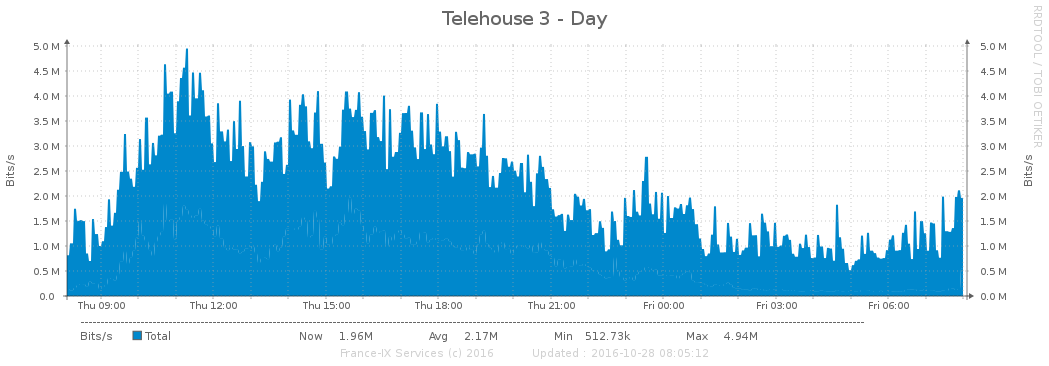 Telehouse 3 - Day
RRDTOOL / TOBI OETIKER
Bits/s
5.0 M 5.0 M
4.5 M 4.5 M
4.0 M 4.0 M
3.5 M 3.5 M
3.0 M 3.0 M
2.5 M 2.5 M
2.0 M 2.0 M
1.5 M 1.5 M
1.0 M 1.0 M
0.5 M 0.5 M
0.0 0.0 M
Bits/s
Thu 09:00 Thu 12:00 Thu 15:00 Thu 18:00 Thu 21:00 Fri 00:00 Fri 03:00 Fri 06:00
Bits/s Total Now 1.96M Avg 2.17M Min 512.73k Max 4.94M
France-IX Services (c) 2016 Updated : 2016-10-28 08:05:12